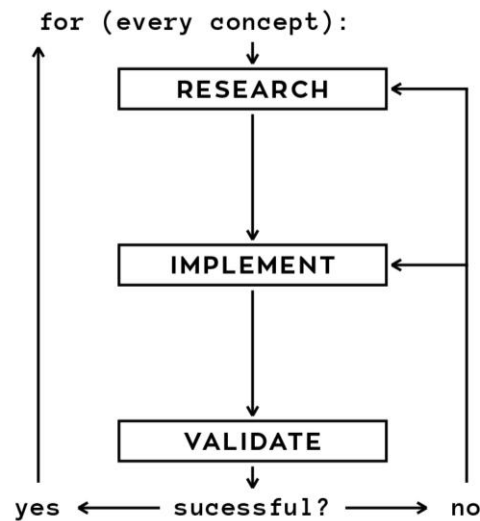 for (every concept):
RESEARCH
IMPLEMENT
VALIDATE
yes sucessful? no